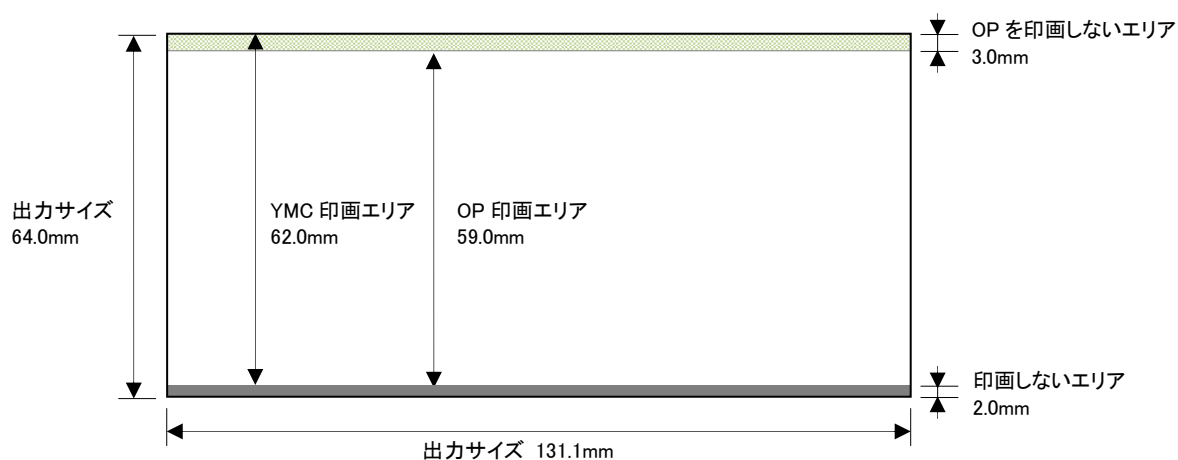 OP を印画しないエリア
3.0mm
出力サイズ
64.0mm
YMC 印画エリア
62.0mm
OP 印画エリア
59.0mm
印画しないエリア
2.0mm
出力サイズ 131.1mm